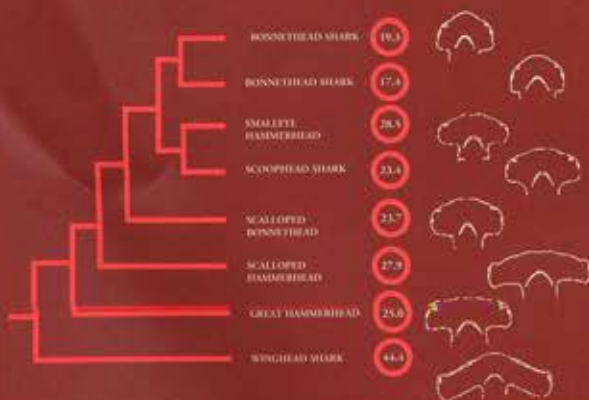 BONNETHEAD SHARK 19.3
BONNETHEAD SHARK 17.4
SMALLEYE
HAMMERHEAD 28.5
SCOOPHEAD SHARK 23.4
SCALLOPED
BONNETHEAD 23.7
SCALLOPED
HAMMERHEAD 27.9
GREAT HAMMERHEAD 25.0
WINGHEAD SHARK 44.4